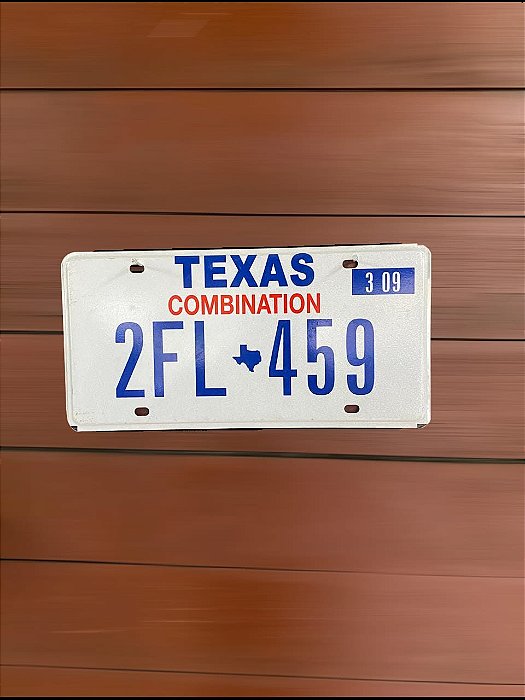 TEXAS
3 09
COMBINATION
2FL 459